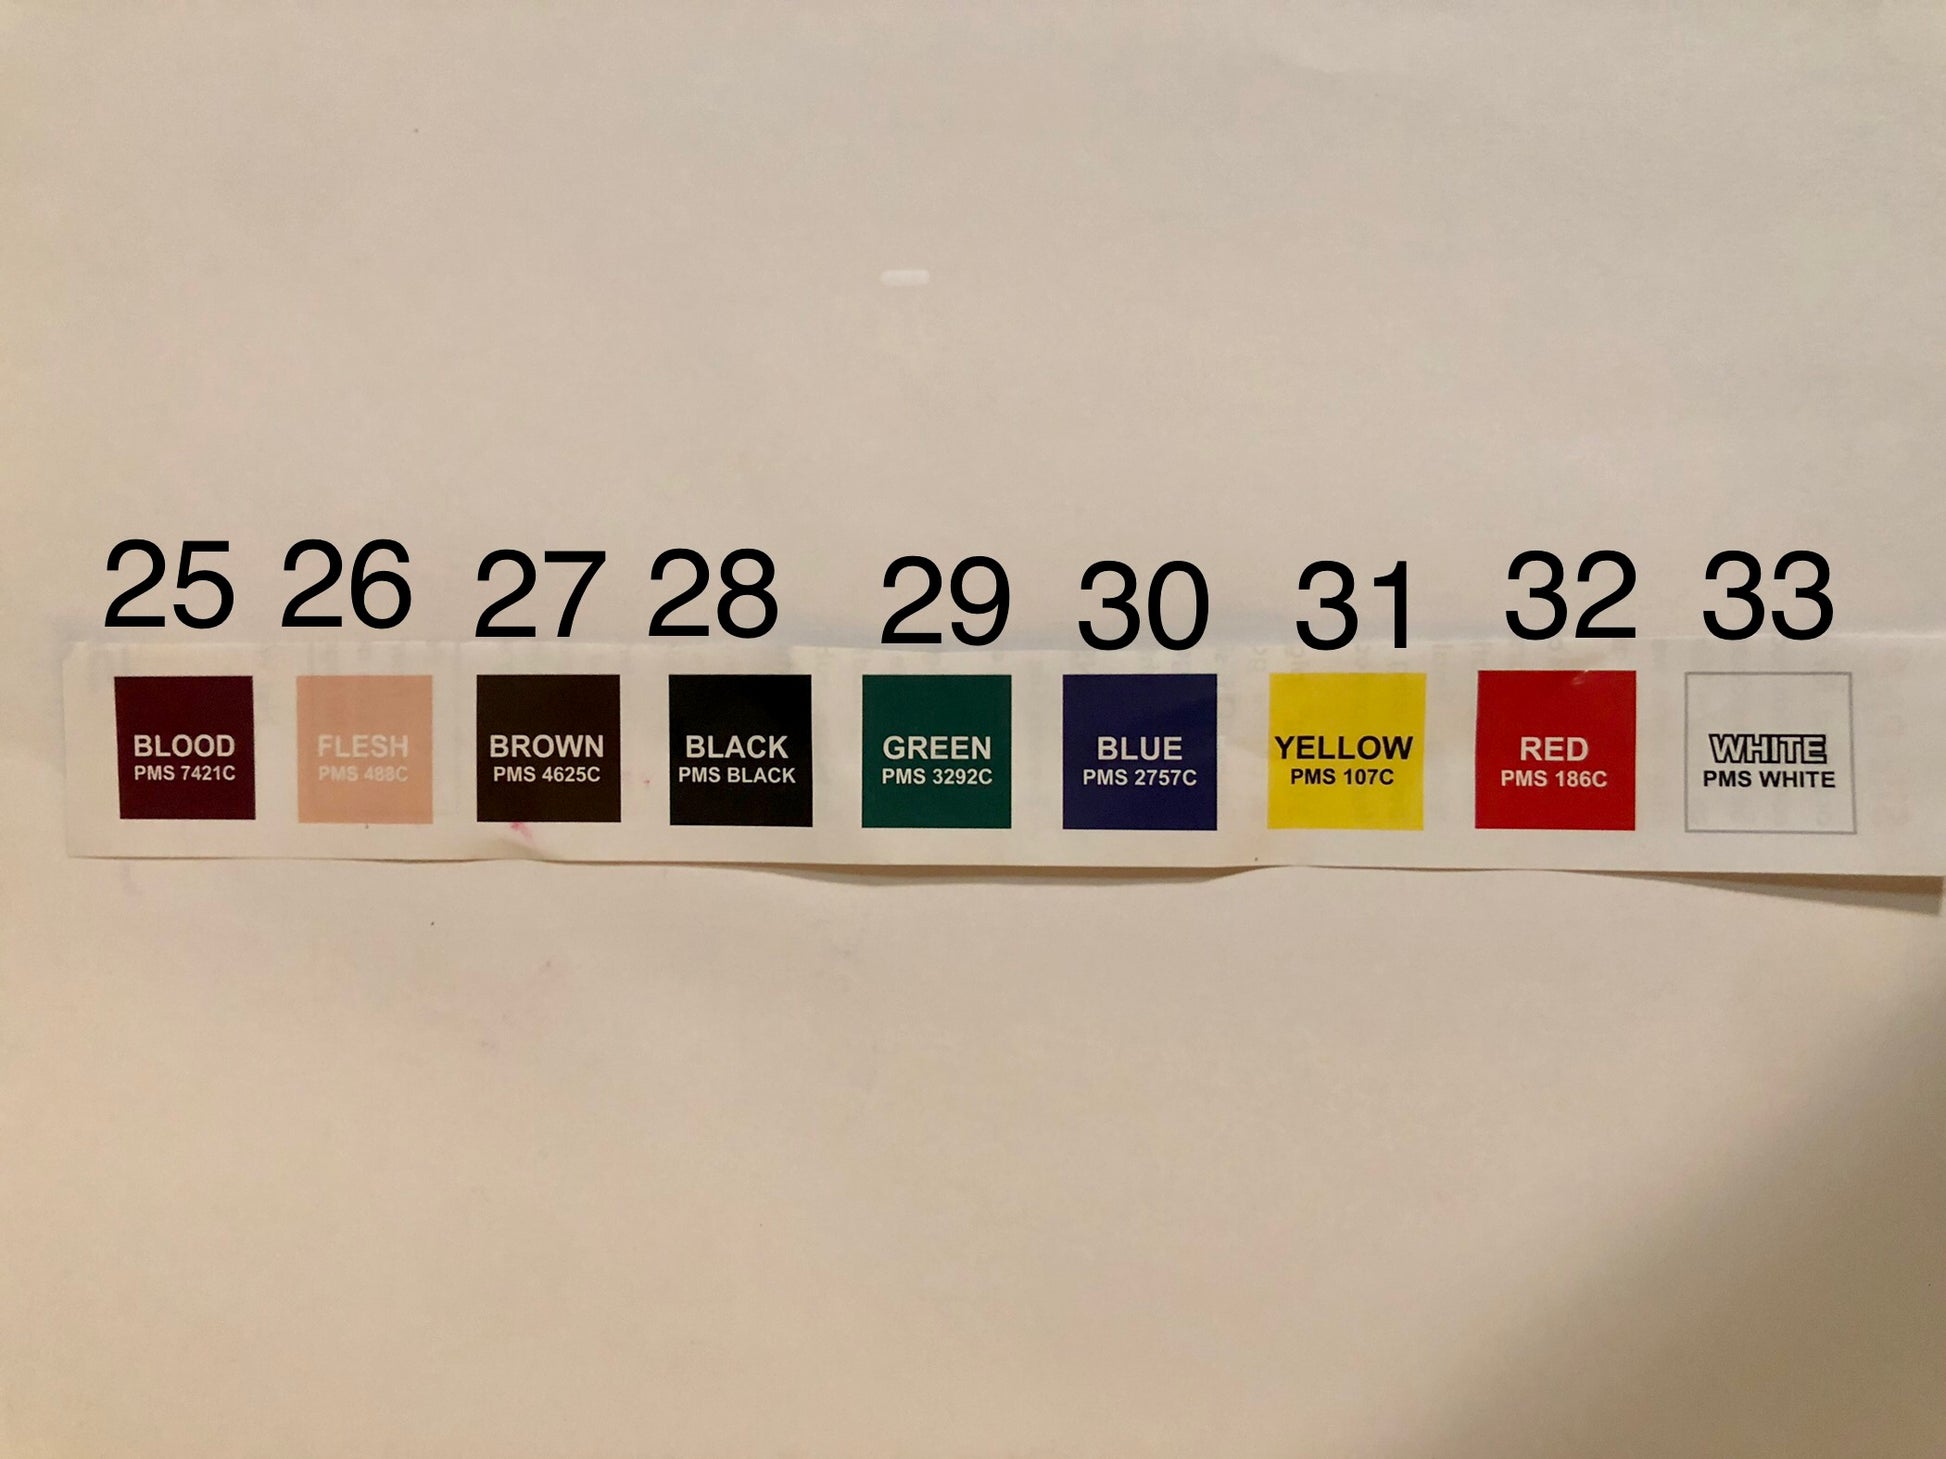 25 26 27 28 29 30 31 32 33
BLOOD
PMS 7421C
FLESH
PMS 488C
BROWN
PMS 4625C
BLACK
PMS BLACK
GREEN
PMS 3292C
BLUE
PMS 2757C
YELLOW
PMS 107C
RED
PMS 186C
WHITE
PMS WHITE